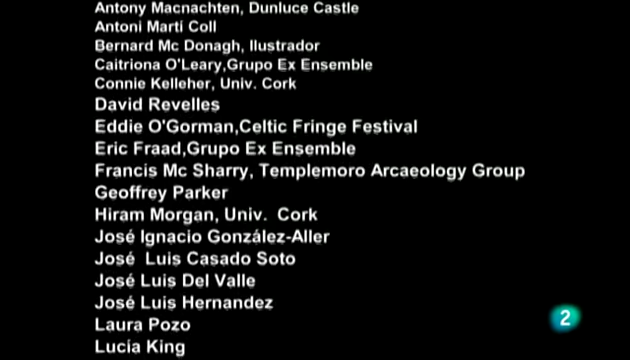 Antony Macnachten, Dunluce Castle
Antoni Martí Coll
Bernard Mc Donagh, Ilustrador
Caitriona O'Leary,Grupo Ex Ensemble
Connie Kelleher, Univ. Cork
David Revelles
Eddie O'Gorman,Celtic Fringe Festival
Eric Fraad,Grupo Ex Ensemble
Francis Mc Sharry, Templemoro Arcaeology Group
Geoffrey Parker
Hiram Morgan, Univ.  Cork
José Ignacio González-Aller
José  Luis Casado Soto
José Luis Del Valle
José Luis Hernandez
Laura Pozo
Lucía King
2